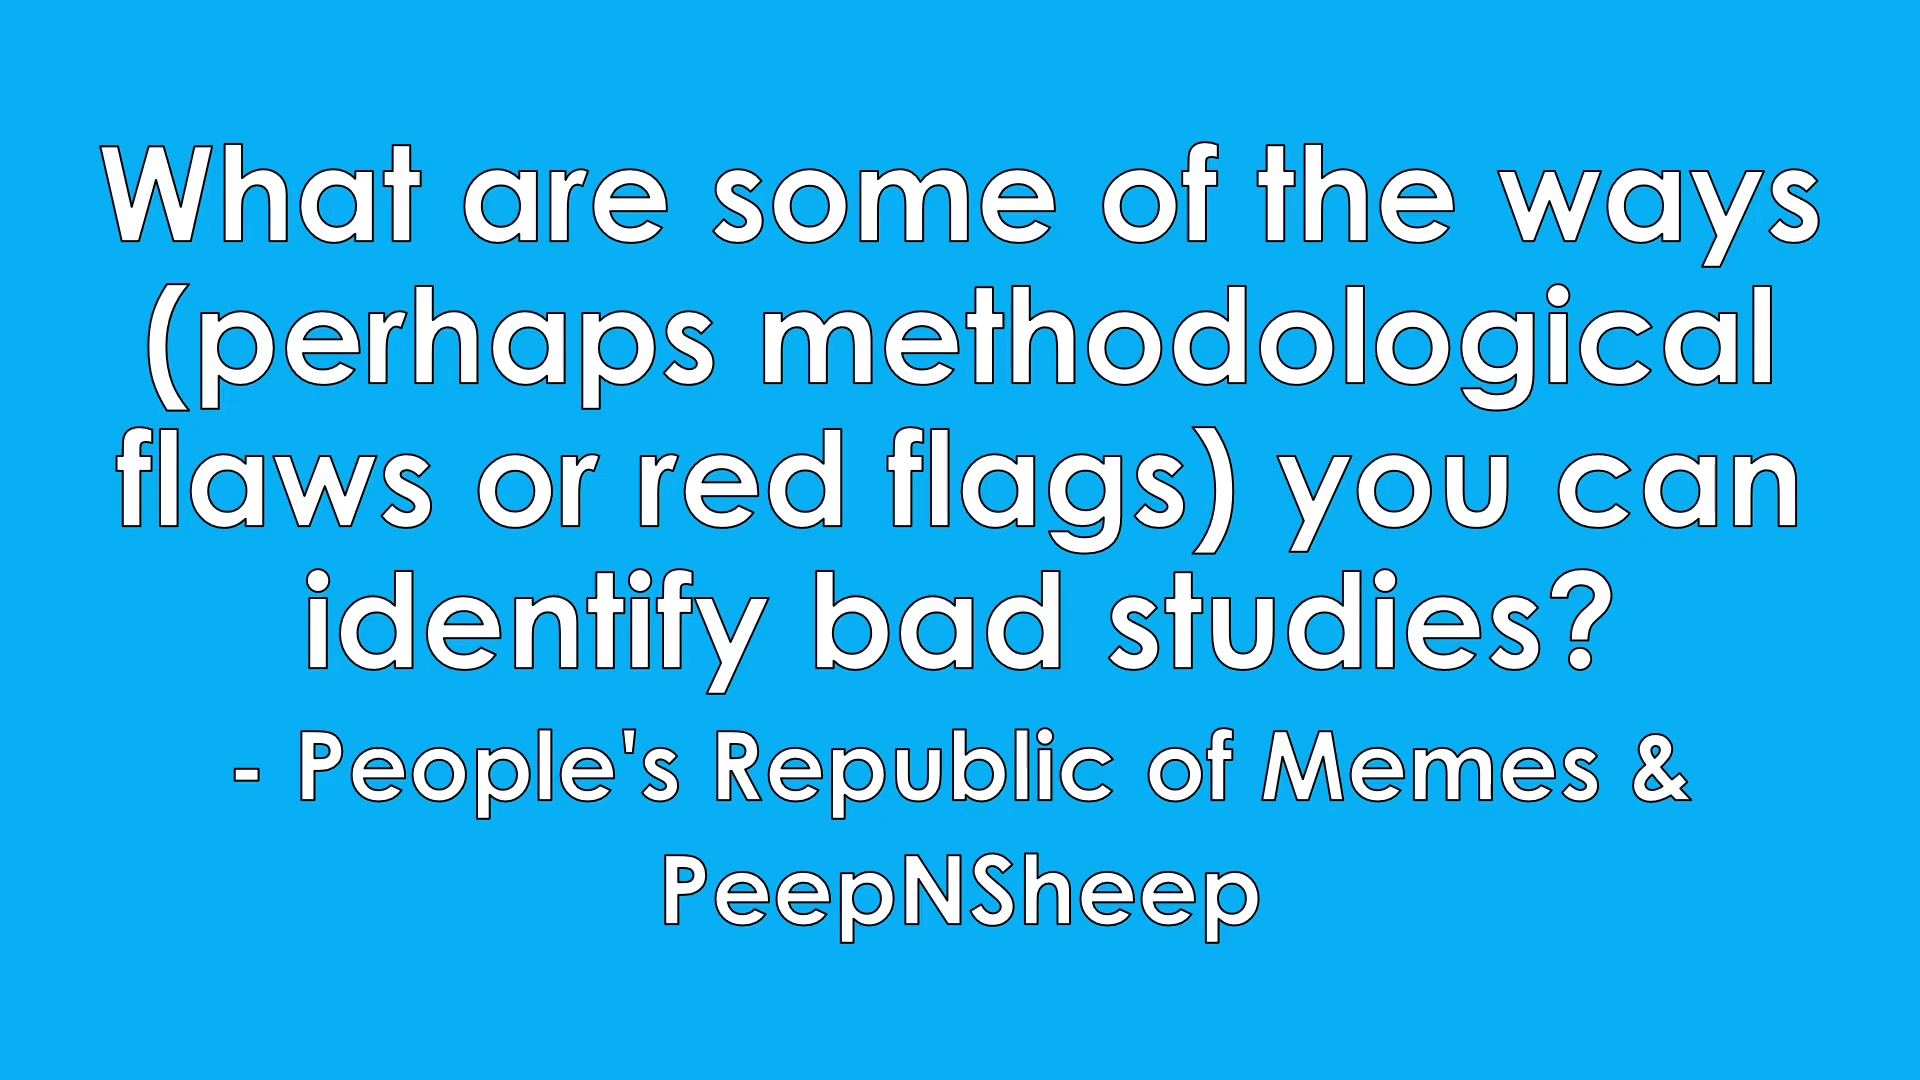 What are some of the ways
(perhaps methodological
flaws or red flags) you can
identify bad studies?
- People's Republic of Memes &
PeepNSheep